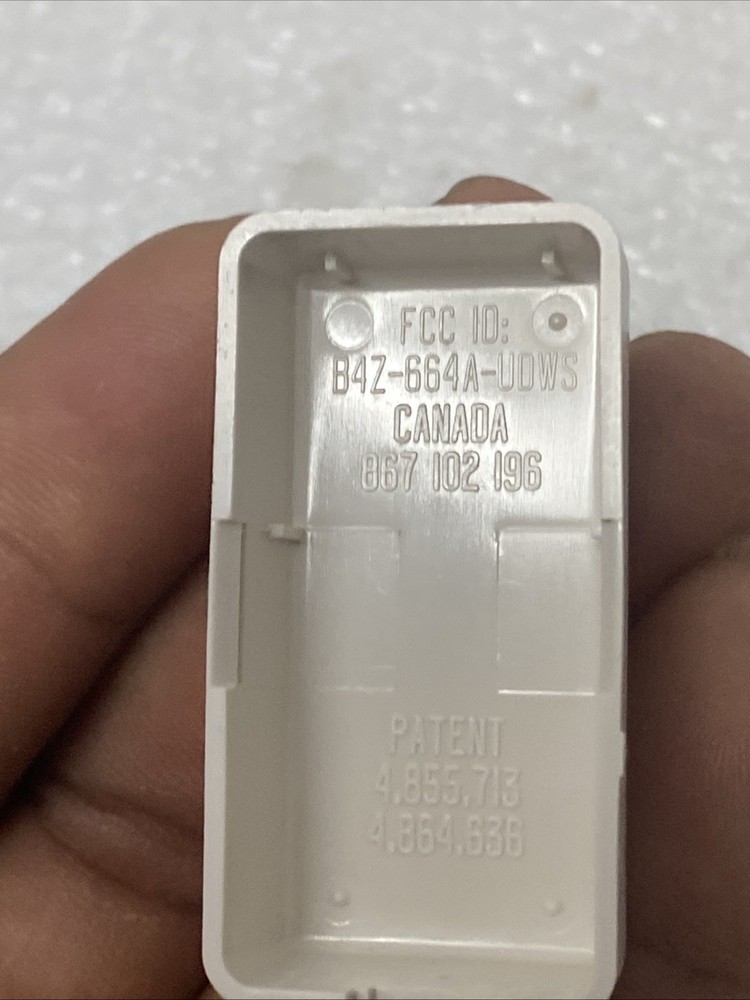 FCC ID:
B4Z-664A-UDWS
CANADA
867 102 196
PATENT
4,855,713
4,864,636